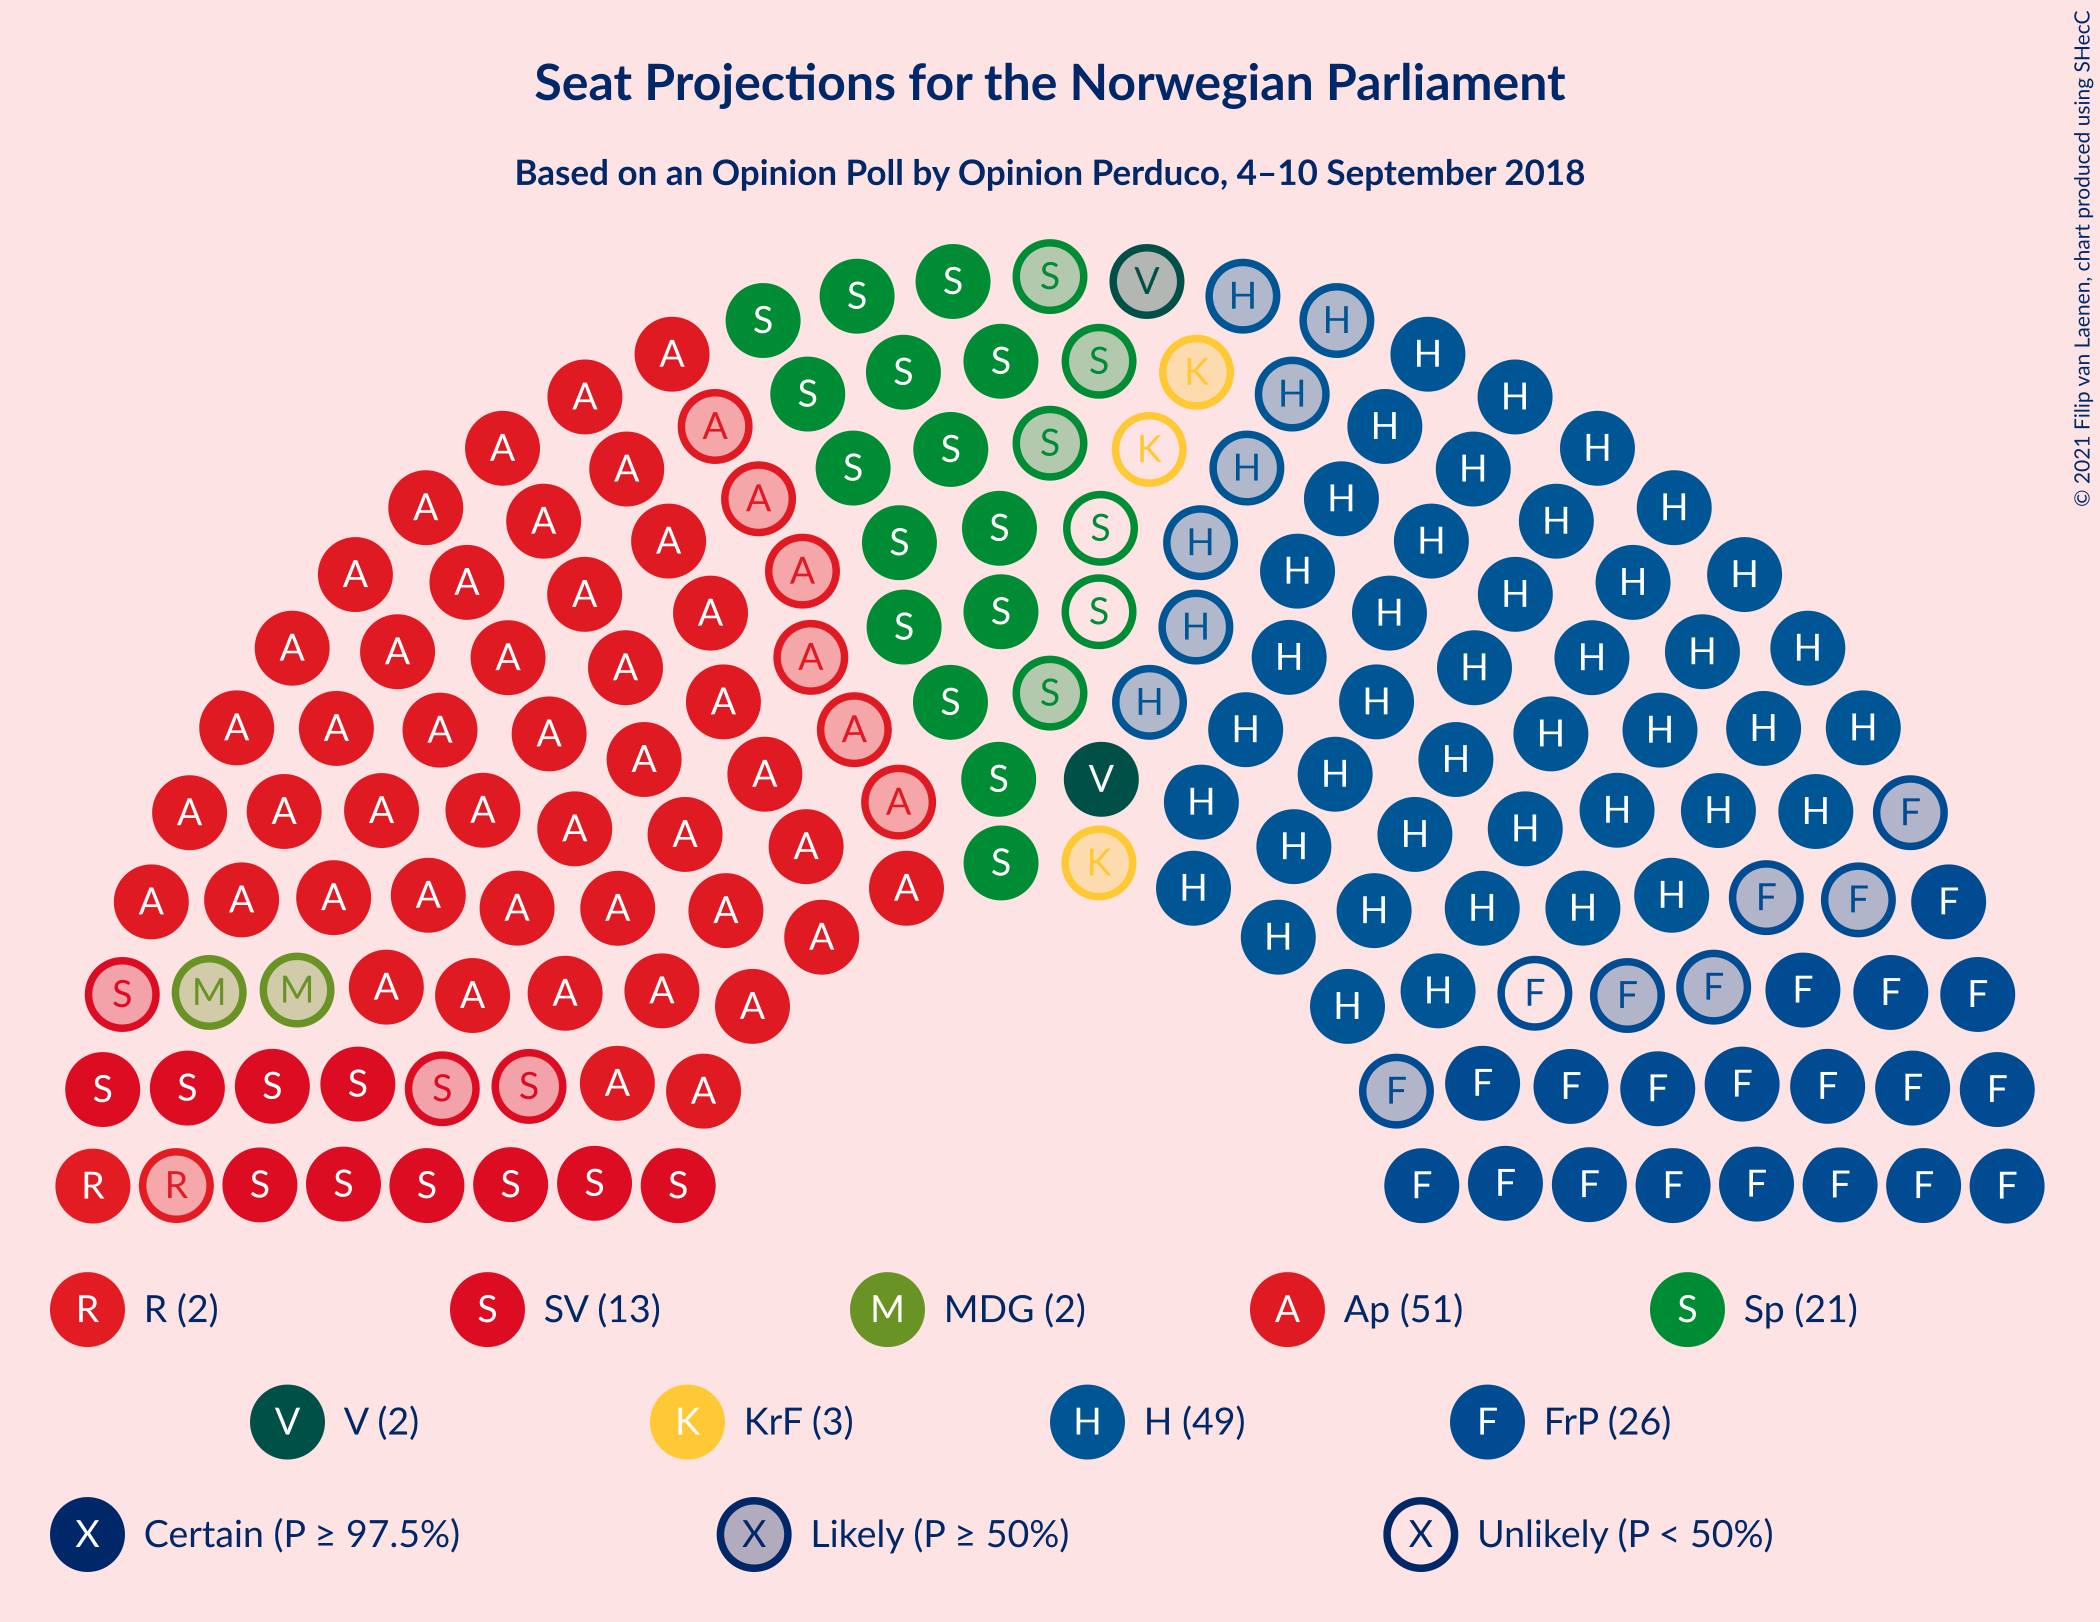 Seat Projections for the Norwegian Parliament
Based on an Opinion Poll by Opinion Perduco, 4–10 September 2018
© 2021 Filip van Laenen, chart produced using SHecC
S S S S V H H
A S S S S K H H H
A A A S S S K H H H H
A A A A S S S H H H H H
A A A A A S S S H H H H H H
A A A A A A S S H H H H H H H
A A A A A A A S V H H H H H H H F
A A A A A A A A A S K H H H H H H F F F
S M M A A A A A H H F F F F F F
S S S S S S A A F F F F F F F F
R R S S S S S S F F F F F F F F
R R (2) S SV (13) M MDG (2) A Ap (51) S Sp (21)
V V (2) K KrF (3) H H (49) F FrP (26)
X Certain (P ≥ 97.5%) X Likely (P ≥ 50%) X Unlikely (P < 50%)